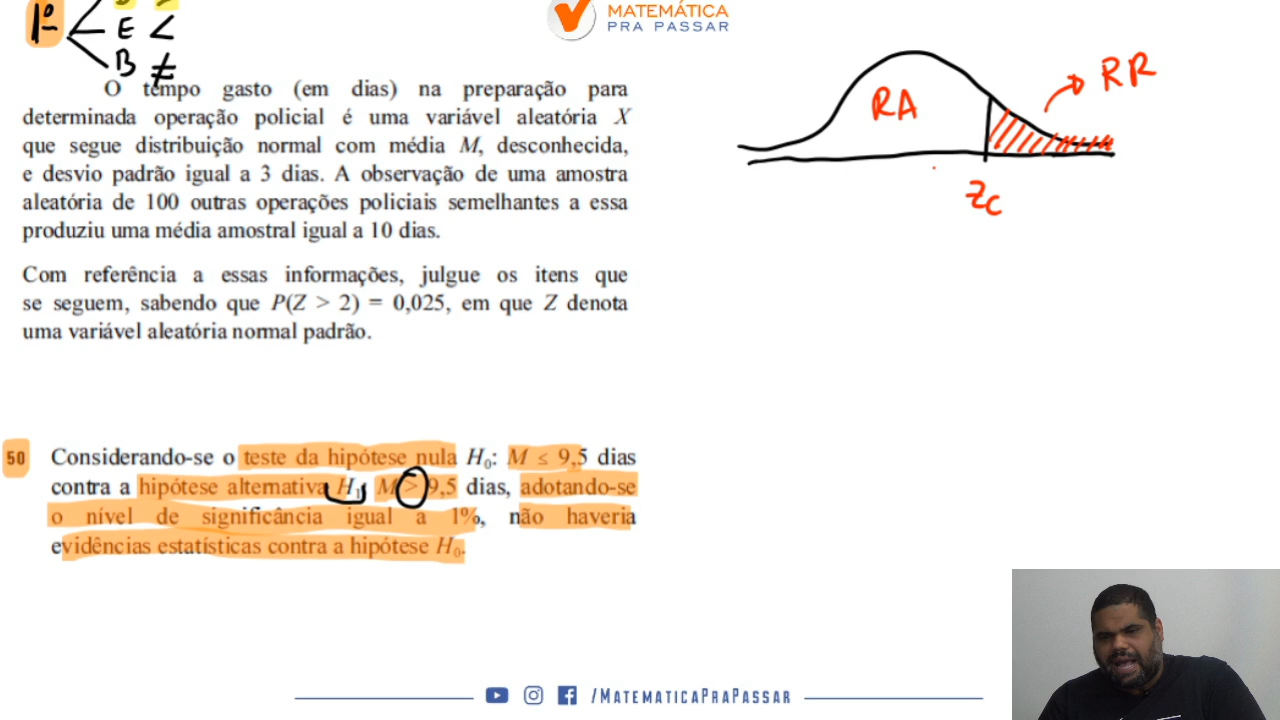 1º
E <
B ≠
MATEMÁTICA
PRA PASSAR
O tempo gasto (em dias) na preparação para
determinada operação policial é uma variável aleatória X
que segue distribuição normal com média M, desconhecida,
e desvio padrão igual a 3 dias. A observação de uma amostra
aleatória de 100 outras operações policiais semelhantes a essa
produziu uma média amostral igual a 10 dias.
Com referência a essas informações, julgue os itens que
se seguem, sabendo que P(Z > 2) = 0,025, em que Z denota
uma variável aleatória normal padrão.
RA
RR
Zc
50 Considerando-se o teste da hipótese nula H₀: M ≤ 9,5 dias
contra a hipótese alternativa H₁: M > 9,5 dias, adotando-se
o nível de significância igual a 1%, não haveria
evidências estatísticas contra a hipótese H₀.
/MATEMATICAPRAPASSAR